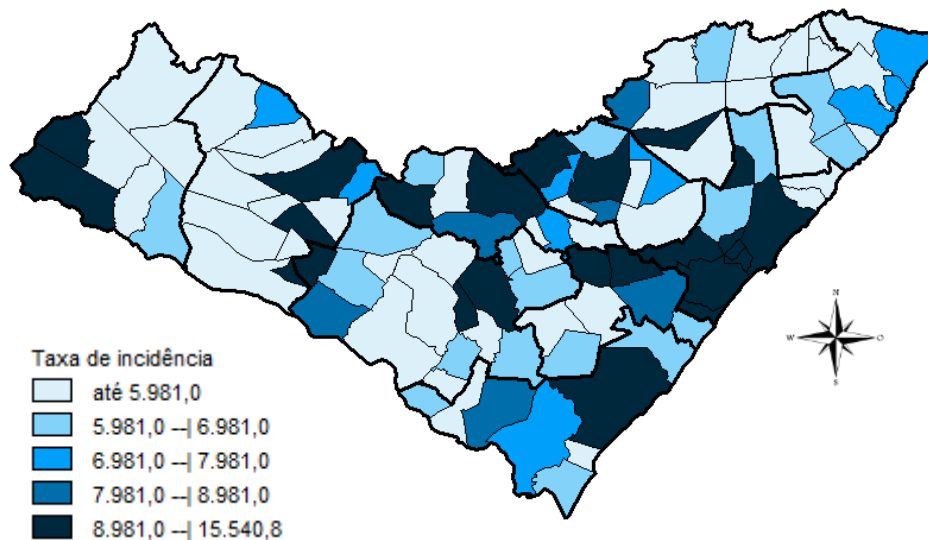 N
W
O
S
Taxa de incidência
até 5.981,0
5.981,0 --| 6.981,0
6.981,0 --| 7.981,0
7.981,0 --| 8.981,0
8.981,0 --| 15.540,8